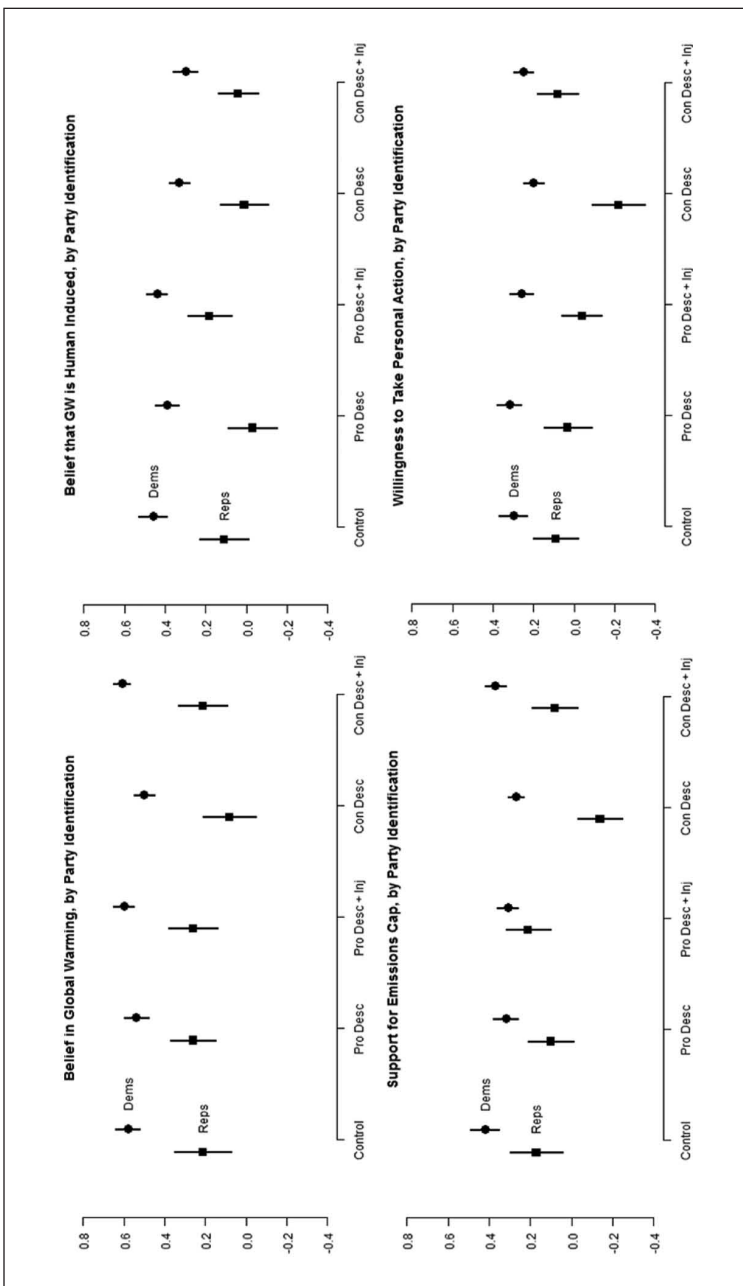 Belief in Global Warming, by Party Identification
0.8
0.6
0.4
0.2
0.0
-0.2
-0.4
Dems
Reps
Control
Pro Desc
Pro Desc + Inj
Con Desc
Con Desc + Inj
Belief that GW is Human Induced, by Party Identification
0.8
0.6
0.4
0.2
0.0
-0.2
-0.4
Dems
Reps
Control
Pro Desc
Pro Desc + Inj
Con Desc
Con Desc + Inj
Support for Emissions Cap, by Party Identification
0.8
0.6
0.4
0.2
0.0
-0.2
-0.4
Dems
Reps
Control
Pro Desc
Pro Desc + Inj
Con Desc
Con Desc + Inj
Willingness to Take Personal Action, by Party Identification
0.8
0.6
0.4
0.2
0.0
-0.2
-0.4
Dems
Reps
Control
Pro Desc
Pro Desc + Inj
Con Desc
Con Desc + Inj